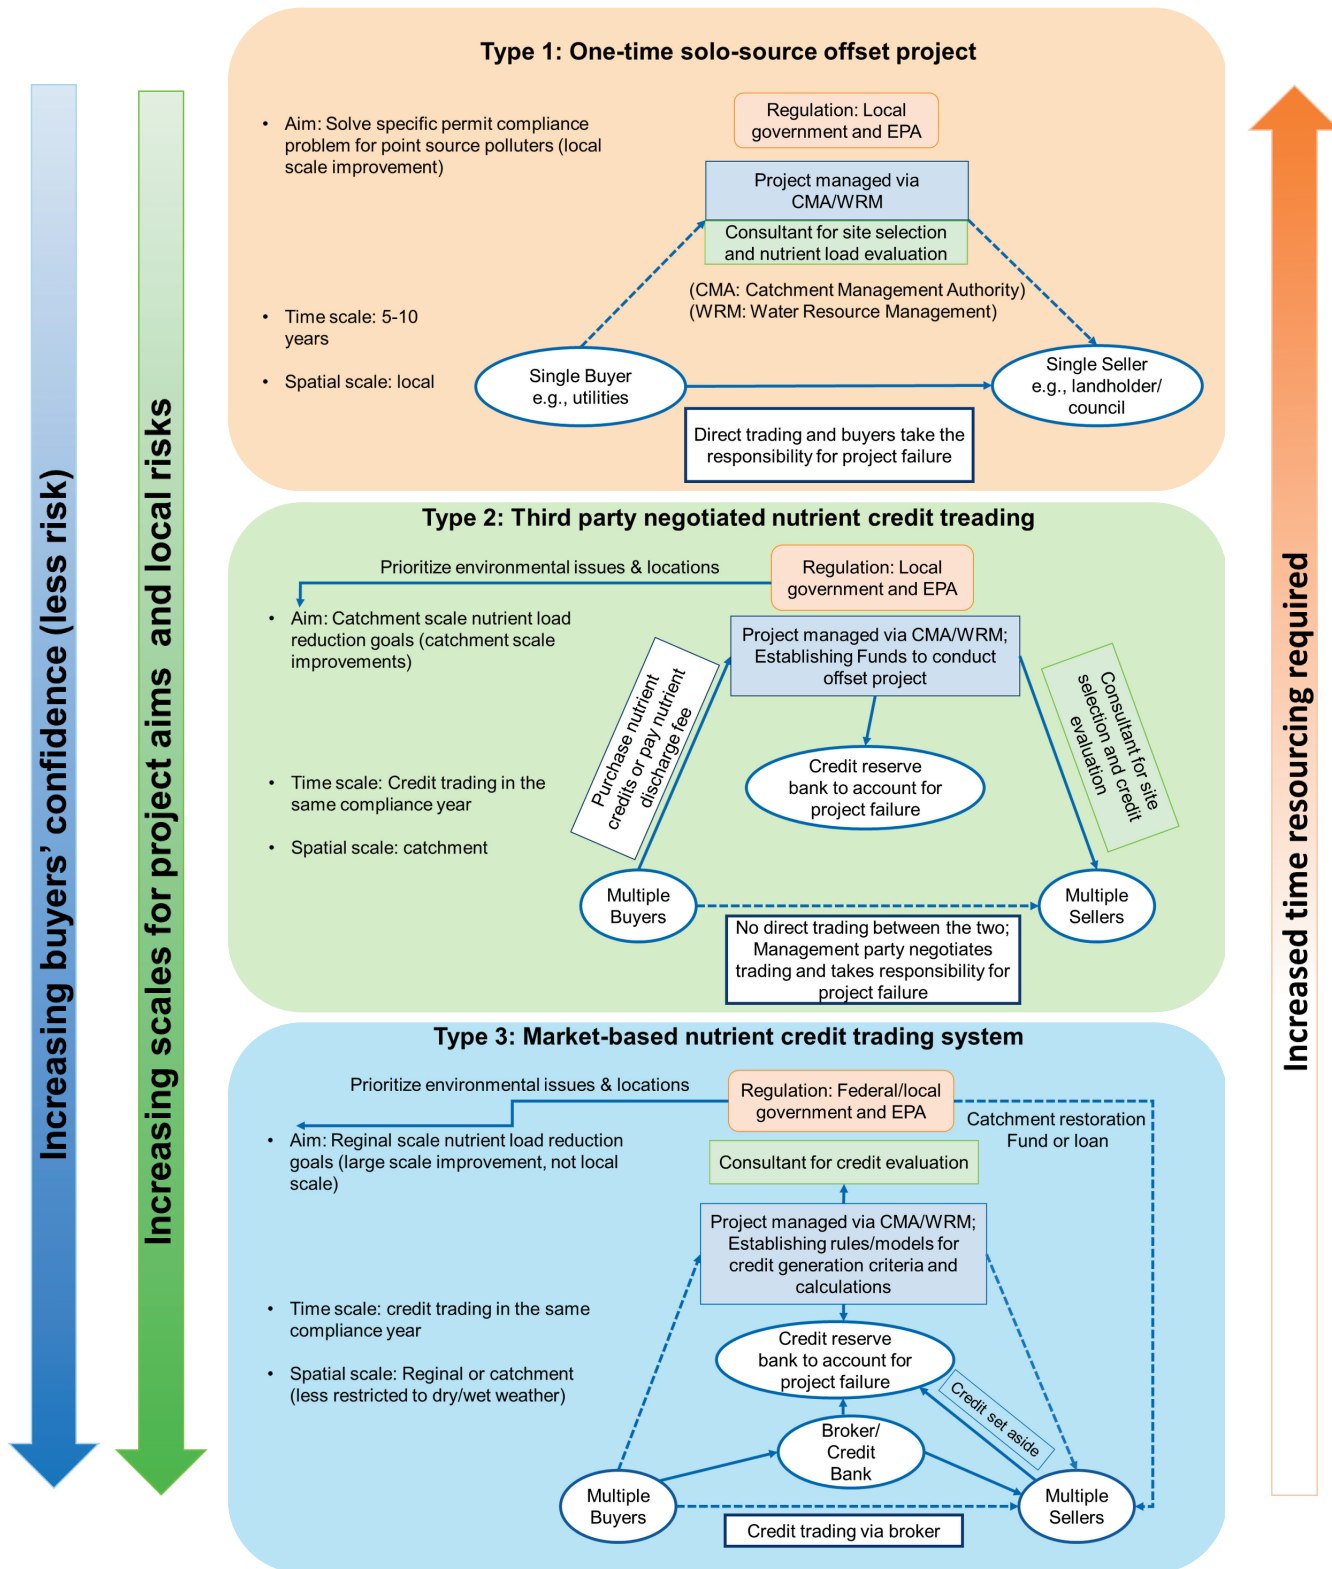 Increasing buyers’ confidence (less risk)
Increasing scales for project aims and local risks
Increased time resourcing required
Type 1: One-time solo-source offset project
• Aim: Solve specific permit compliance
problem for point source polluters (local
scale improvement)
Regulation: Local
government and EPA
Project managed via
CMA/WRM
Consultant for site selection
and nutrient load evaluation
(CMA: Catchment Management Authority)
(WRM: Water Resource Management)
• Time scale: 5-10
years
• Spatial scale: local
Single Buyer
e.g., utilities
Single Seller
e.g., landholder/
council
Direct trading and buyers take the
responsibility for project failure
Type 2: Third party negotiated nutrient credit treading
Prioritize environmental issues & locations
Regulation: Local
government and EPA
• Aim: Catchment scale nutrient load
reduction goals (catchment scale
improvements)
Project managed via CMA/WRM;
Establishing Funds to conduct
offset project
Purchase nutrient
credits or pay nutrient
discharge fee
Consultant for site
selection and credit
evaluation
Credit reserve
bank to account for
project failure
• Time scale: Credit trading in the
same compliance year
• Spatial scale: catchment
Multiple
Buyers
Multiple
Sellers
No direct trading between the two;
Management party negotiates
trading and takes responsibility for
project failure
Type 3: Market-based nutrient credit trading system
Prioritize environmental issues & locations
Regulation: Federal/local
government and EPA
Catchment restoration
Fund or loan
• Aim: Reginal scale nutrient load reduction
goals (large scale improvement, not local
scale)
Consultant for credit evaluation
Project managed via CMA/WRM;
Establishing rules/models for
credit generation criteria and
calculations
• Time scale: credit trading in the same
compliance year
• Spatial scale: Reginal or catchment
(less restricted to dry/wet weather)
Credit reserve
bank to account for
project failure
Credit set aside
Broker/
Credit
Bank
Multiple
Buyers
Multiple
Sellers
Credit trading via broker